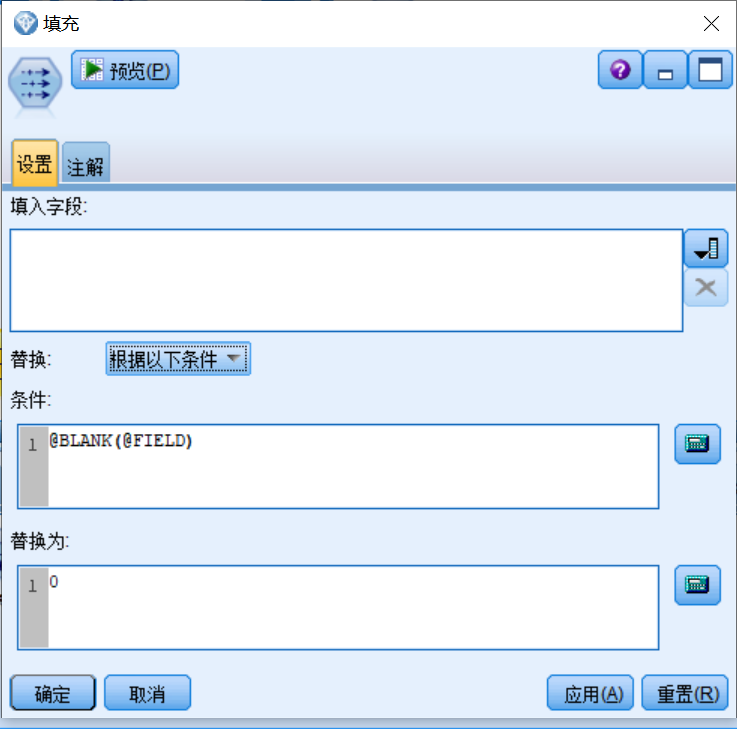 填充
预览(P)
设置
注解
填入字段:
替换:
根据以下条件
条件:
1 @BLANK(@FIELD)
替换为:
1 0
确定
取消
应用(A)
重置(R)